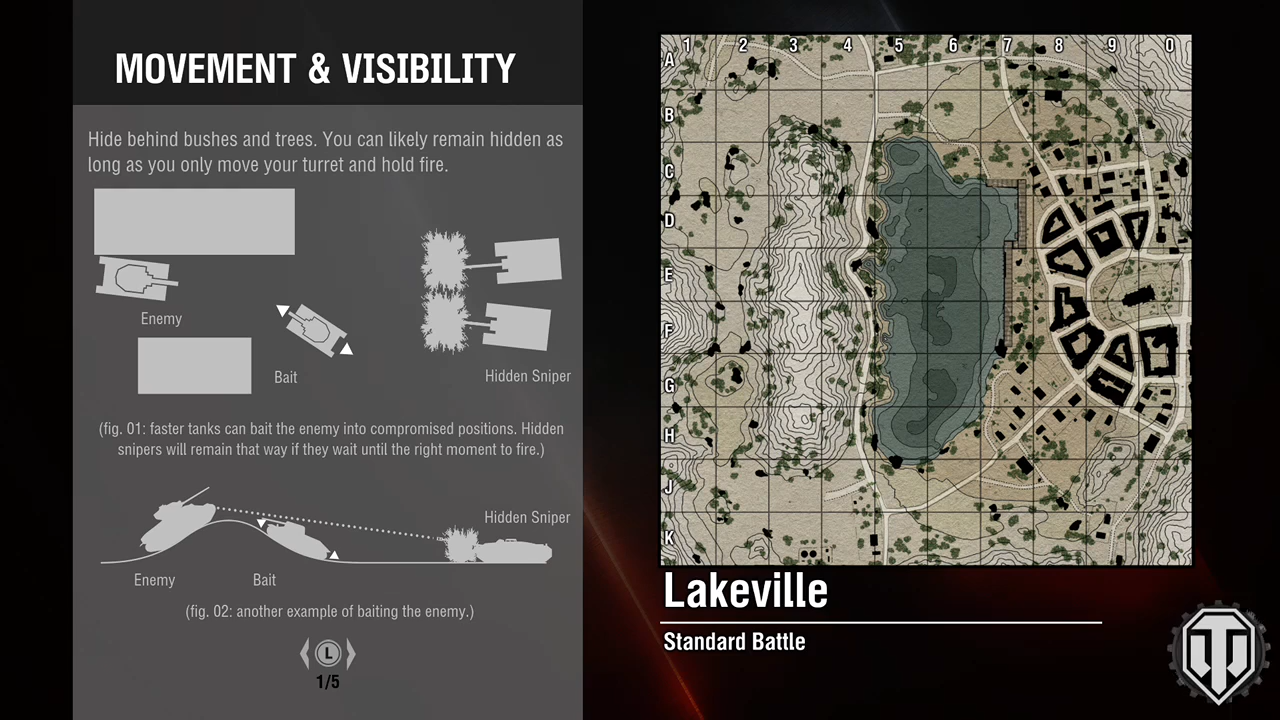 MOVEMENT & VISIBILITY
Hide behind bushes and trees. You can likely remain hidden as
long as you only move your turret and hold fire.
Enemy
Bait
Hidden Sniper
(fig. 01: faster tanks can bait the enemy into compromised positions. Hidden
snipers will remain that way if they wait until the right moment to fire.)
Hidden Sniper
Enemy
Bait
(fig. 02: another example of baiting the enemy.)
L
1/5
1 2 3 4 5 6 7 8 9 0
A
B
C
D
E
F
G
H
J
K
Lakeville
Standard Battle